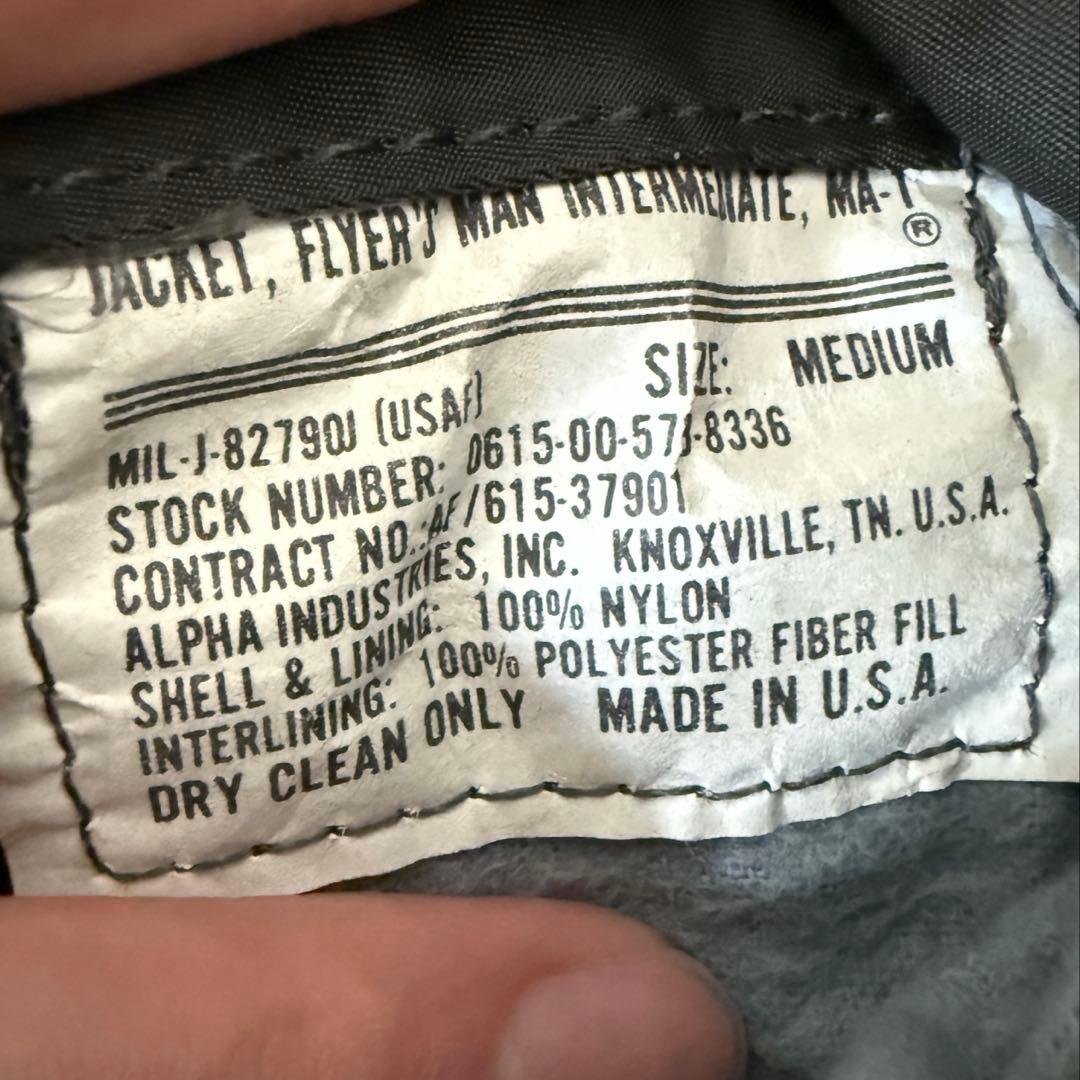 JACKET, FLYER'S MAN INTERMEDIATE, MA-1
®
SIZE: MEDIUM
MIL-J-82790J (USAF)
STOCK NUMBER: 0615-00-57J-8336
CONTRACT NO.:AF/615-37901
ALPHA INDUSTRIES, INC. KNOXVILLE, TN. U.S.A.
SHELL & LINING: 100% NYLON
INTERLINING: 100% POLYESTER FIBER FILL
DRY CLEAN ONLY MADE IN U.S.A.